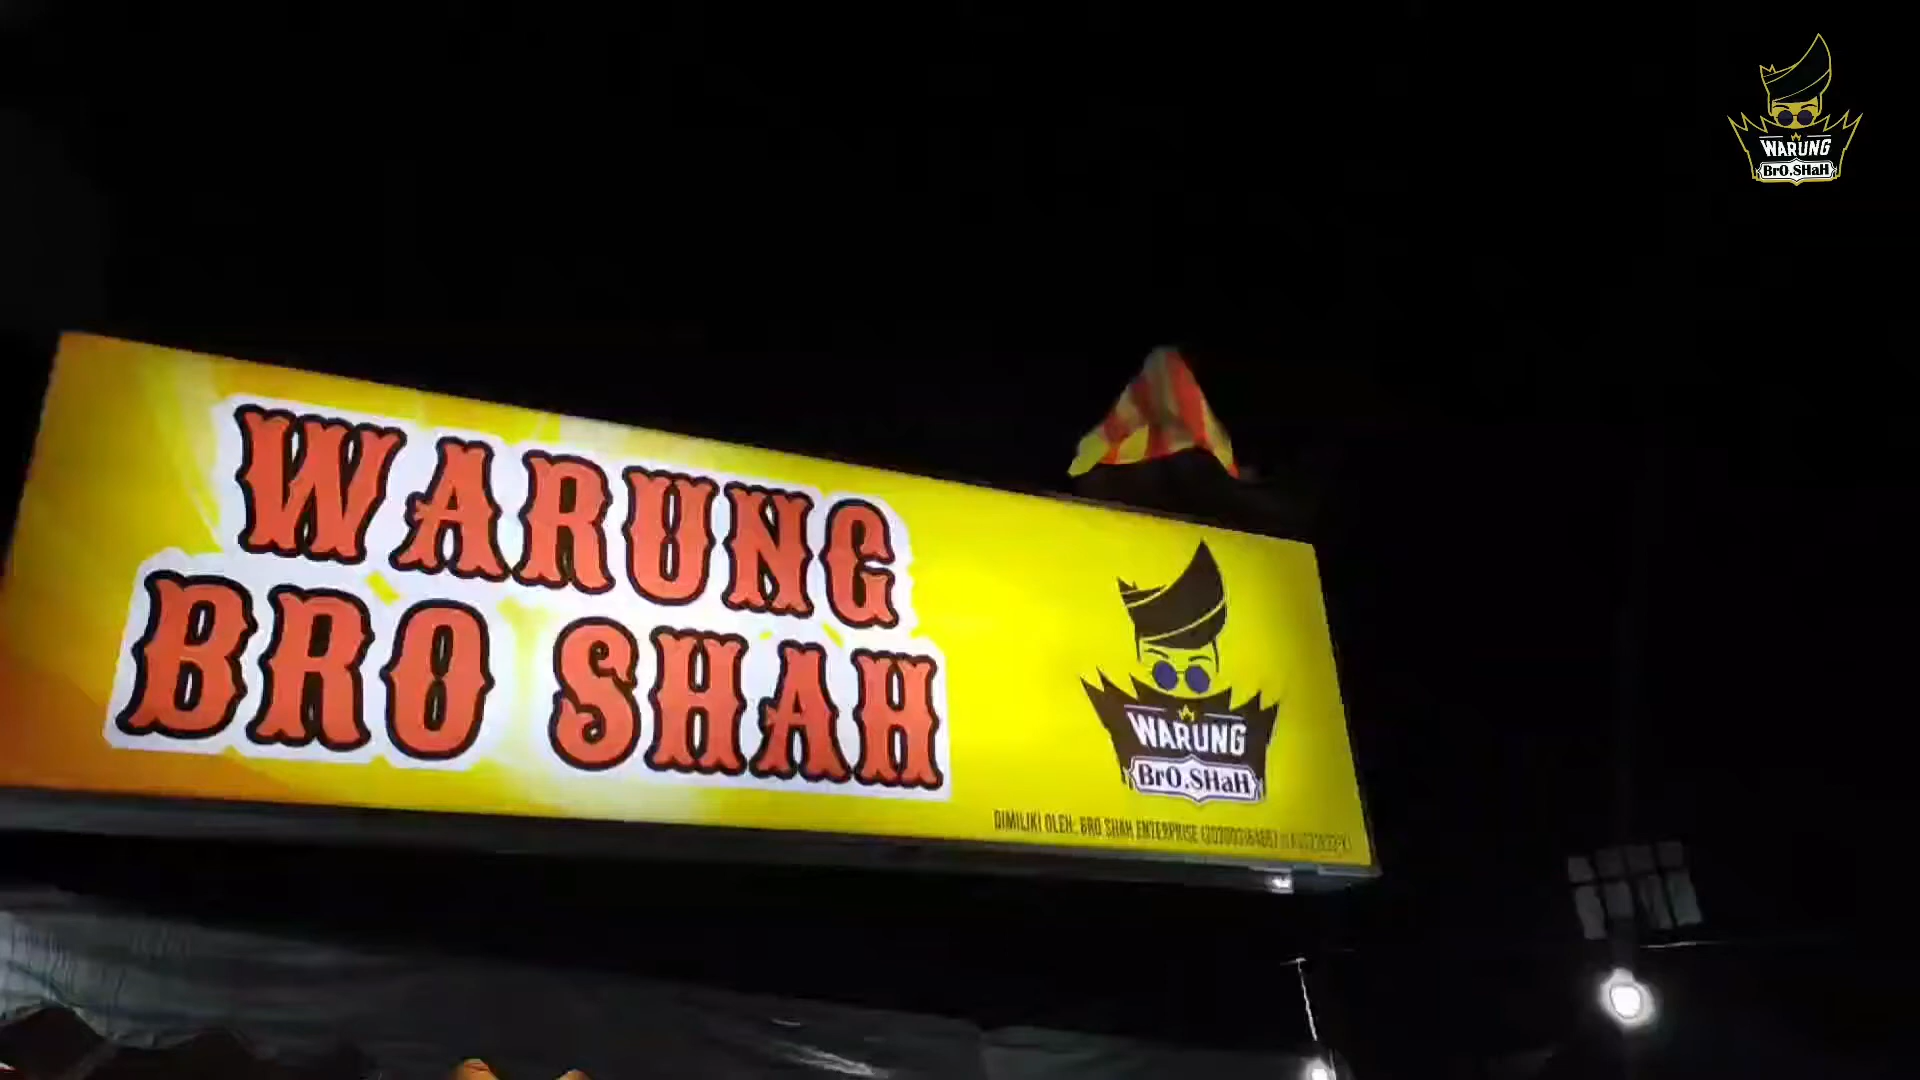 WARUNG
BrO.SHaH
WARUNG
BRO SHAH
WARUNG
BrO.SHaH
DIMILIKI OLEH: BRO SHAH ENTERPRISE